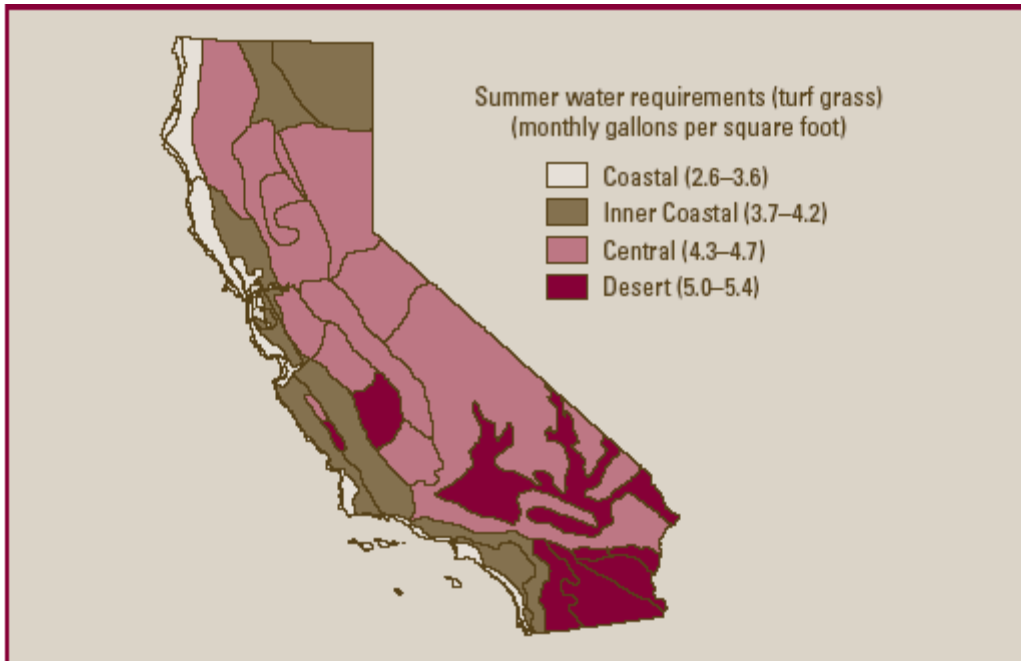 Summer water requirements (turf grass)
(monthly gallons per square foot)
Coastal (2.6–3.6)
Inner Coastal (3.7–4.2)
Central (4.3–4.7)
Desert (5.0–5.4)